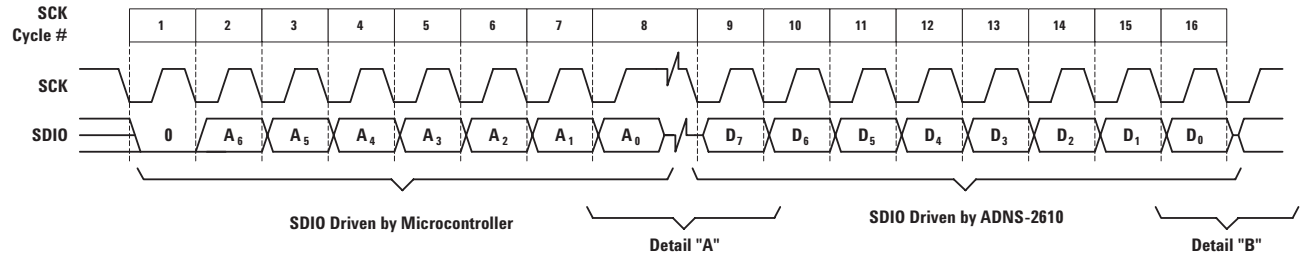 SCK
Cycle #
1 2 3 4 5 6 7 8 9 10 11 12 13 14 15 16
SCK
SDIO
0 A6 A5 A4 A3 A2 A1 A0 D7 D6 D5 D4 D3 D2 D1 D0
SDIO Driven by Microcontroller
SDIO Driven by ADNS-2610
Detail "A"
Detail "B"